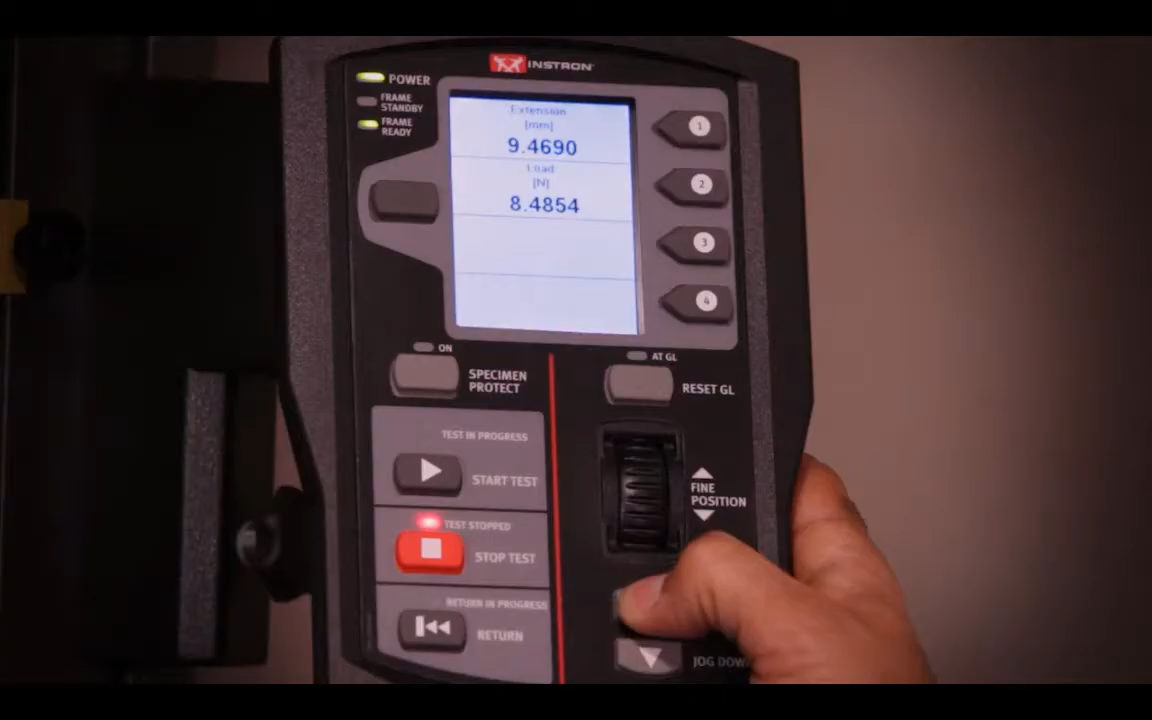 INSTRON
POWER
FRAME
STANDBY
FRAME
READY
Extension
[mm]
9.4690
Load
[N]
8.4854
1
2
3
4
ON
SPECIMEN
PROTECT
AT GL
RESET GL
TEST IN PROGRESS
START TEST
FINE
POSITION
TEST STOPPED
STOP TEST
RETURN IN PROGRESS
RETURN
JOG DOWN